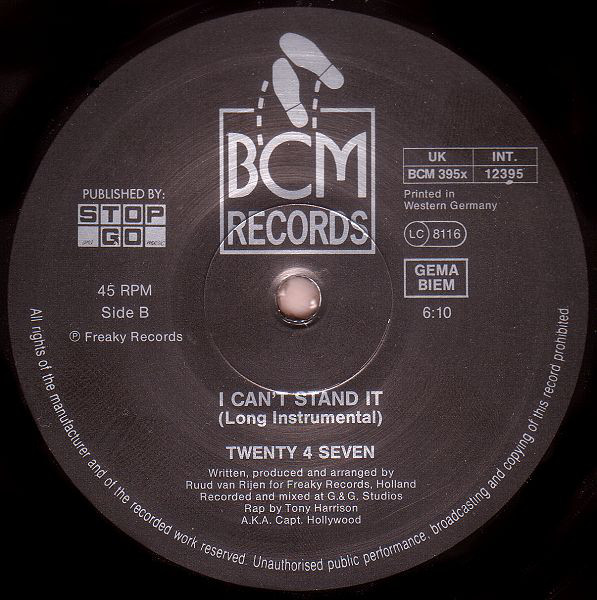 BCM
RECORDS
UK INT.
BCM 395x 12395
Printed in
Western Germany
LC 8116
GEMA
BIEM
6:10
PUBLISHED BY:
STOP
GO
45 RPM
Side B
℗ Freaky Records
I CAN'T STAND IT
(Long Instrumental)
TWENTY 4 SEVEN
Written, produced and arranged by
Ruud van Rijen for Freaky Records, Holland
Recorded and mixed at G.&G. Studios
Rap by Tony Harrison
A.K.A. Capt. Hollywood
All rights of the manufacturer and of the recorded work reserved. Unauthorised public performance, broadcasting and copying of this record prohibited.